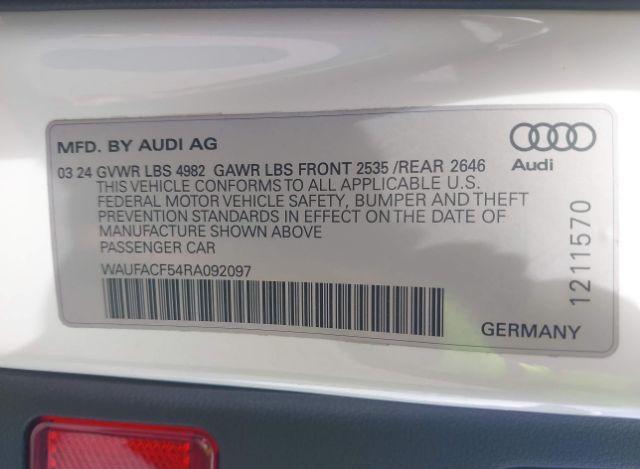 MFD. BY AUDI AG
03 24 GVWR LBS 4982 GAWR LBS FRONT 2535 /REAR 2646
THIS VEHICLE CONFORMS TO ALL APPLICABLE U.S.
FEDERAL MOTOR VEHICLE SAFETY, BUMPER AND THEFT
PREVENTION STANDARDS IN EFFECT ON THE DATE OF
MANUFACTURE SHOWN ABOVE
PASSENGER CAR
WAUFACF54RA092097
Audi
1211570
GERMANY